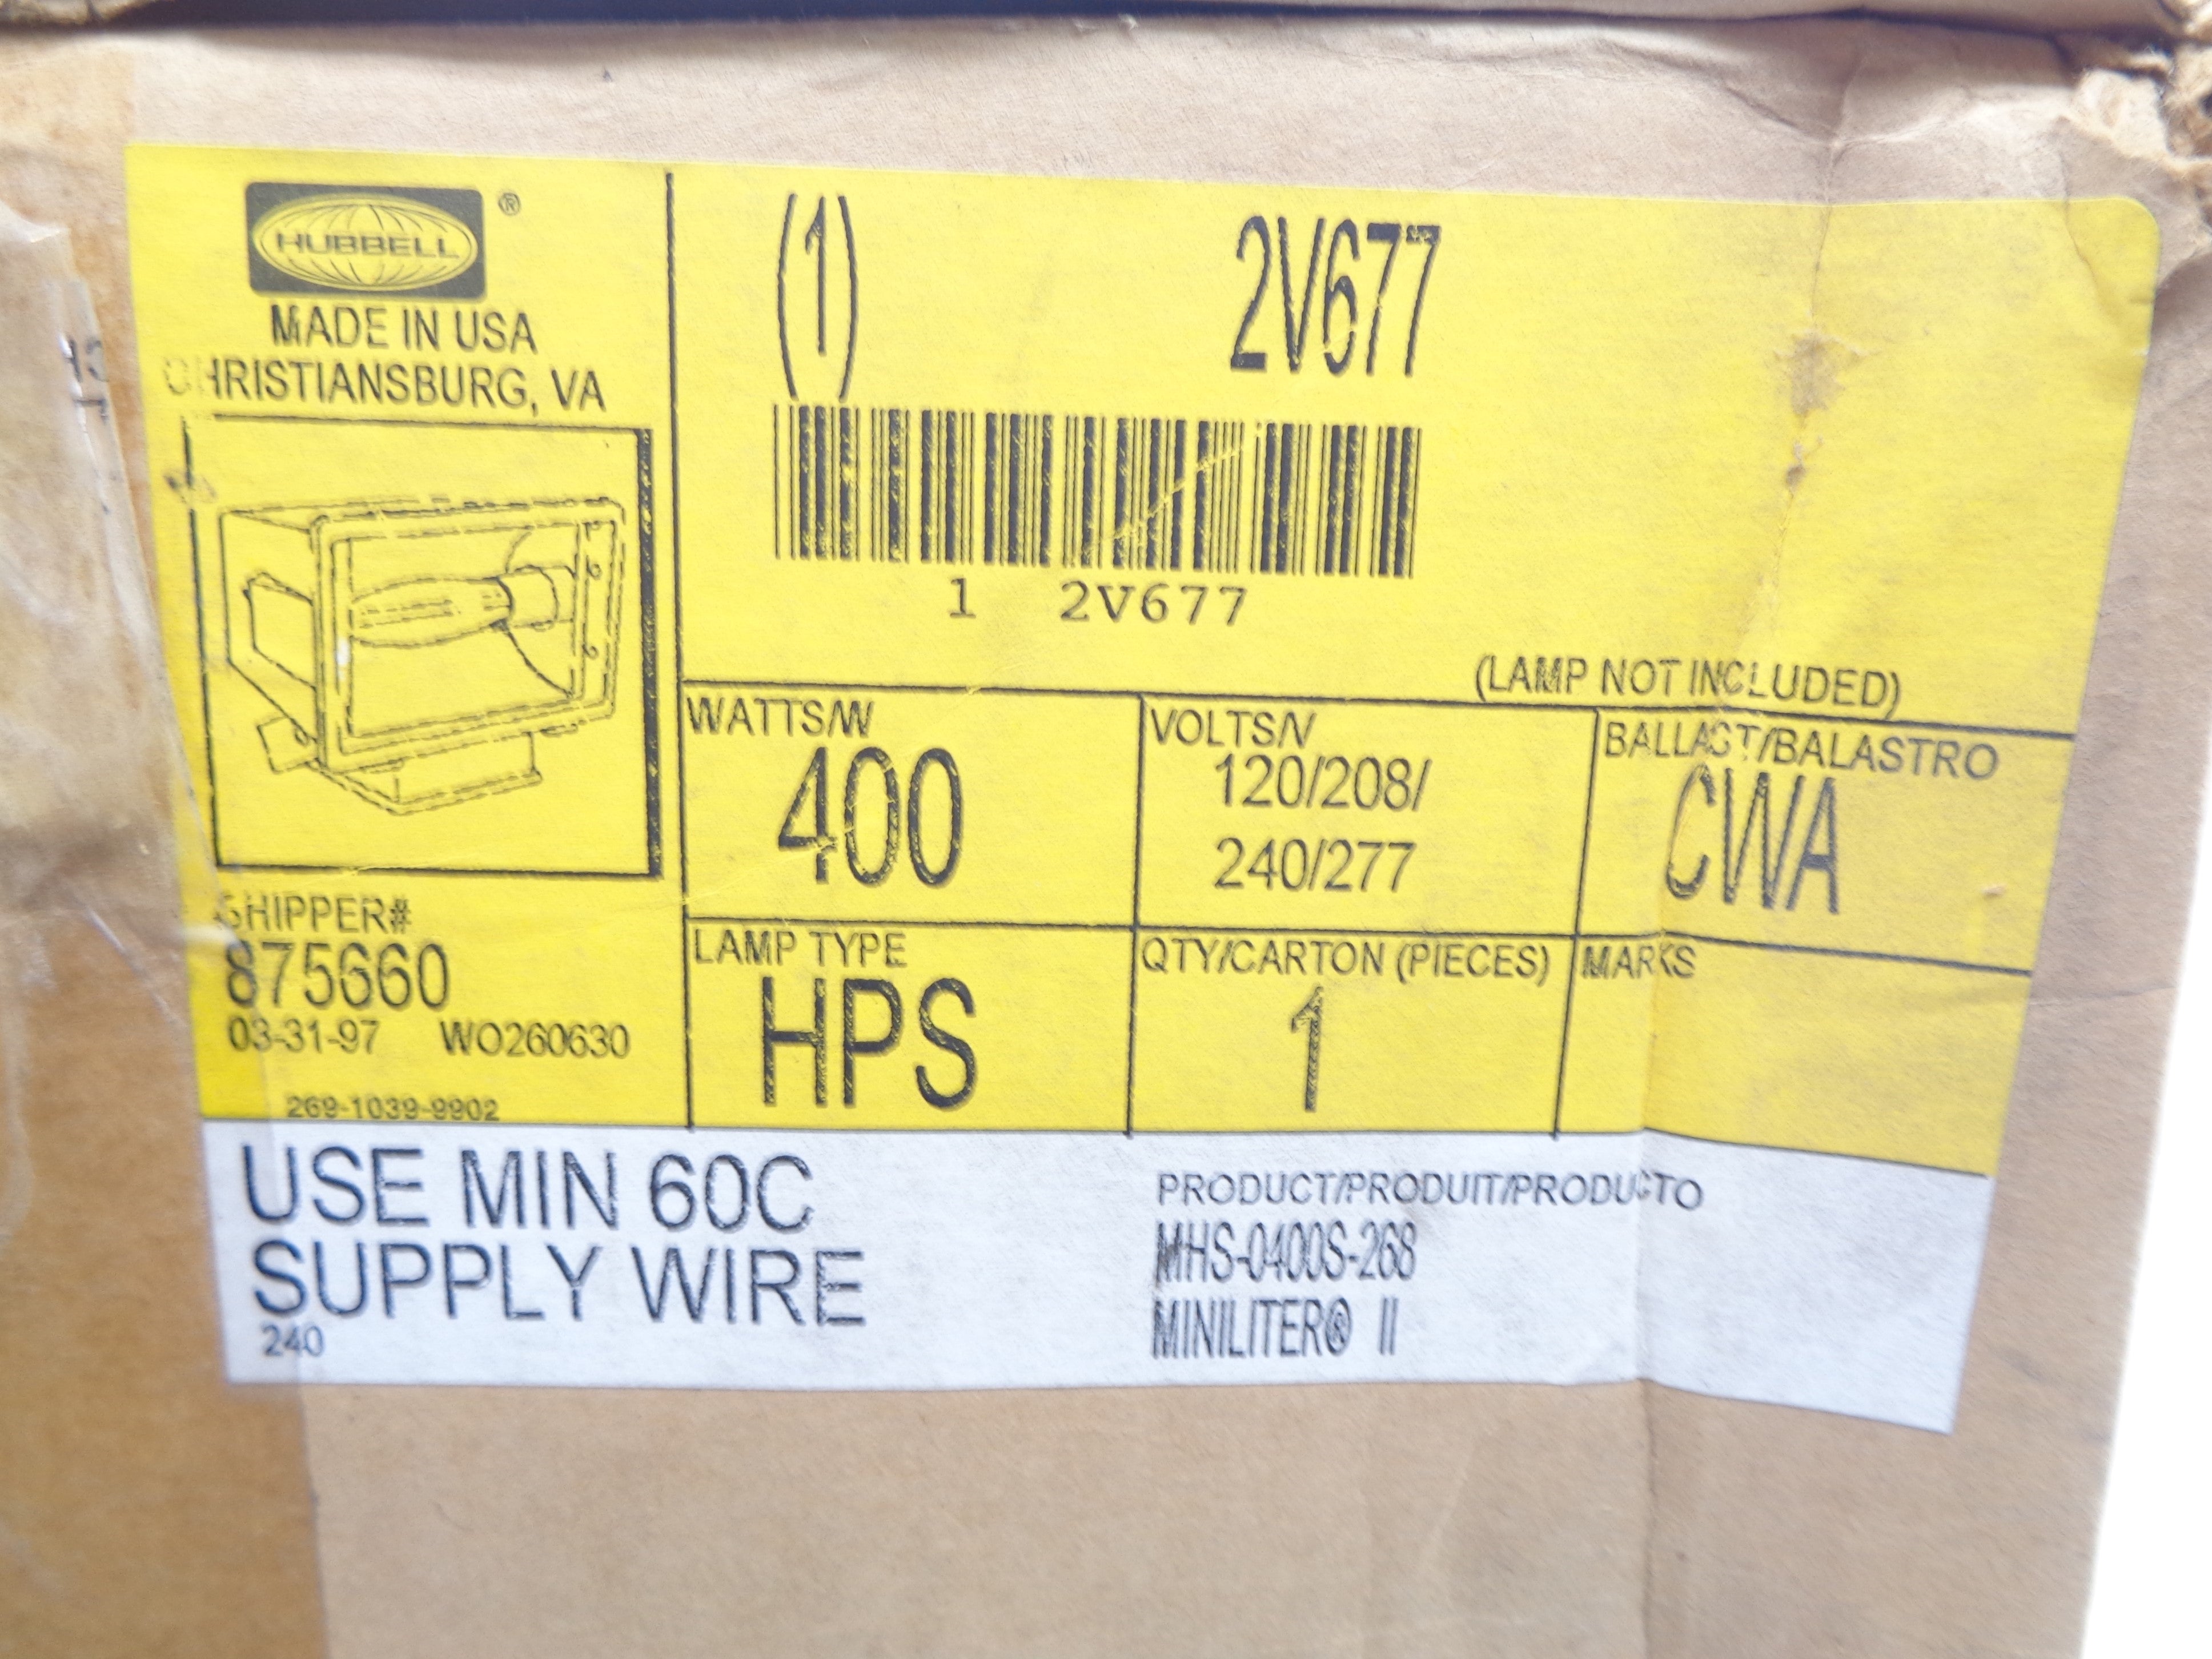 HUBBELL ®
MADE IN USA
CHRISTIANSBURG, VA
SHIPPER#
875660
03-31-97 WO260630
269-1039-9902
(1) 2V677
1 2V677
(LAMP NOT INCLUDED)
WATTS/W
400
VOLTS/V
120/208/
240/277
BALLAST/BALASTRO
CWA
LAMP TYPE
HPS
QTY/CARTON (PIECES)
1
MARKS
USE MIN 60C
SUPPLY WIRE
240
PRODUCT/PRODUIT/PRODUCTO
MHS-0400S-268
MINILITER® II